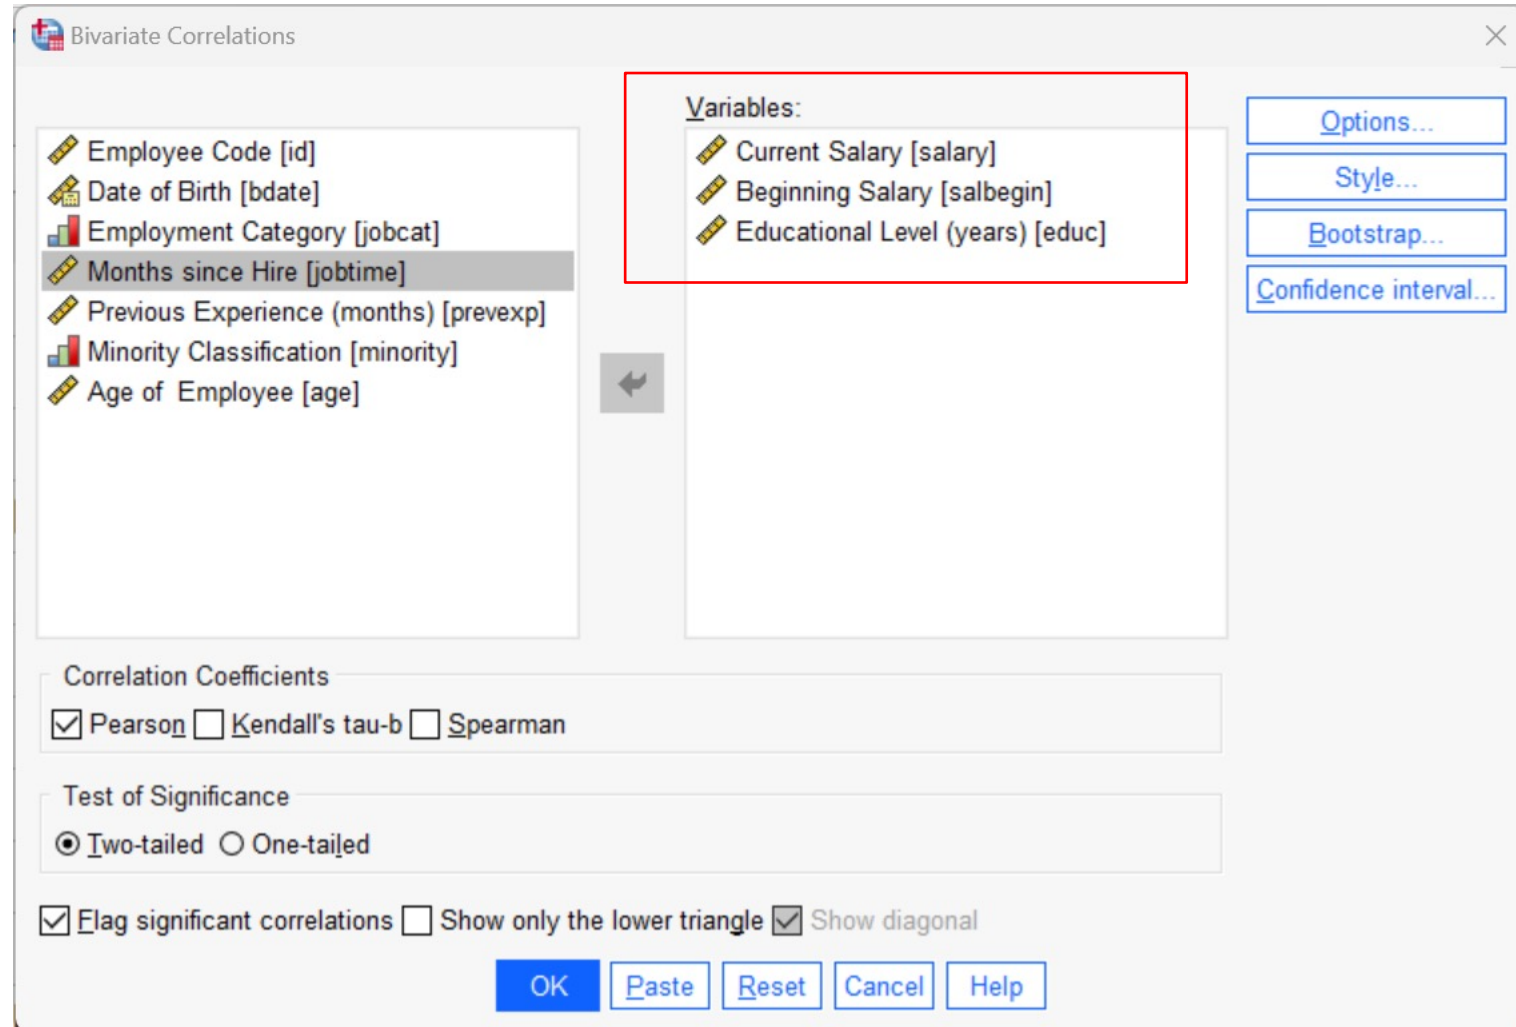 Bivariate Correlations
Variables:
Employee Code [id]
Date of Birth [bdate]
Employment Category [jobcat]
Months since Hire [jobtime]
Previous Experience (months) [prevexp]
Minority Classification [minority]
Age of  Employee [age]
Current Salary [salary]
Beginning Salary [salbegin]
Educational Level (years) [educ]
Options...
Style...
Bootstrap...
Confidence interval...
Correlation Coefficients
Pearson Kendall's tau-b Spearman
Test of Significance
Two-tailed One-tailed
Flag significant correlations Show only the lower triangle Show diagonal
OK Paste Reset Cancel Help